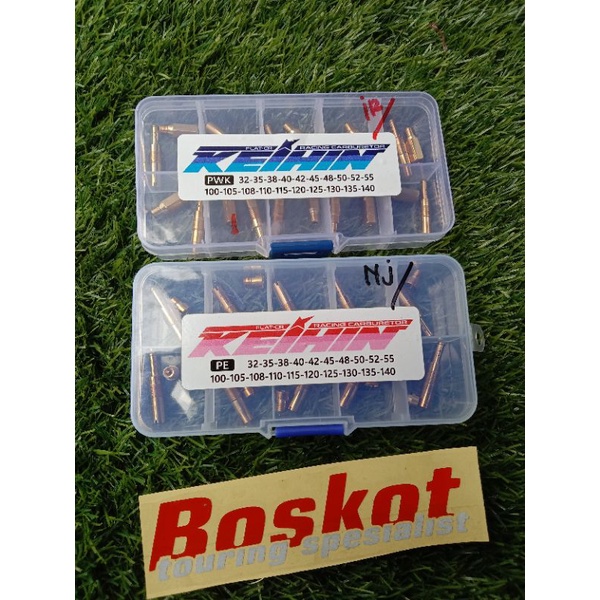 iR/
FLAT-CR RACING CARBURETOR
KEIHIN
PWK 32-35-38-40-42-45-48-50-52-55
100-105-108-110-115-120-125-130-135-140
NJ/
FLAT-CR RACING CARBURETOR
KEIHIN
PE 32-35-38-40-42-45-48-50-52-55
100-105-108-110-115-120-125-130-135-140
Boskot
touring spesialist